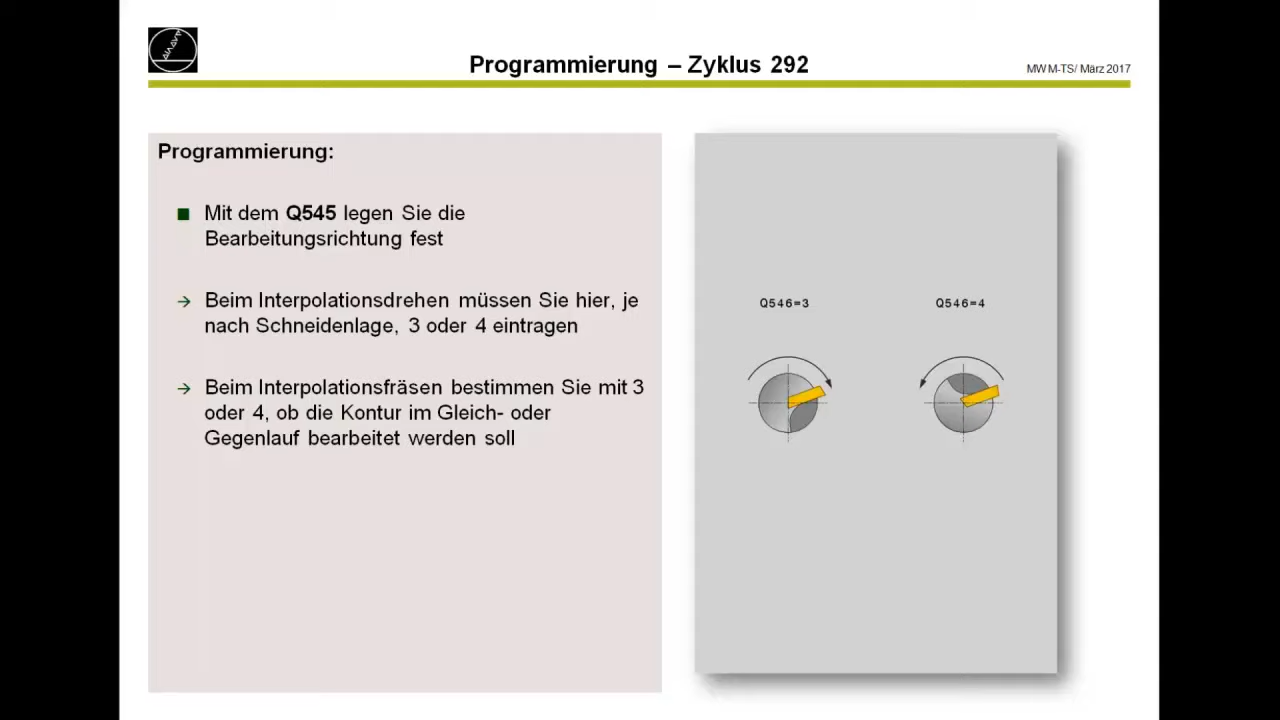 Programmierung – Zyklus 292
MWM-TS/ März 2017
Programmierung:
Mit dem Q545 legen Sie die
Bearbeitungsrichtung fest
Beim Interpolationsdrehen müssen Sie hier, je
nach Schneidenlage, 3 oder 4 eintragen
Beim Interpolationsfräsen bestimmen Sie mit 3
oder 4, ob die Kontur im Gleich- oder
Gegenlauf bearbeitet werden soll
Q546=3
Q546=4